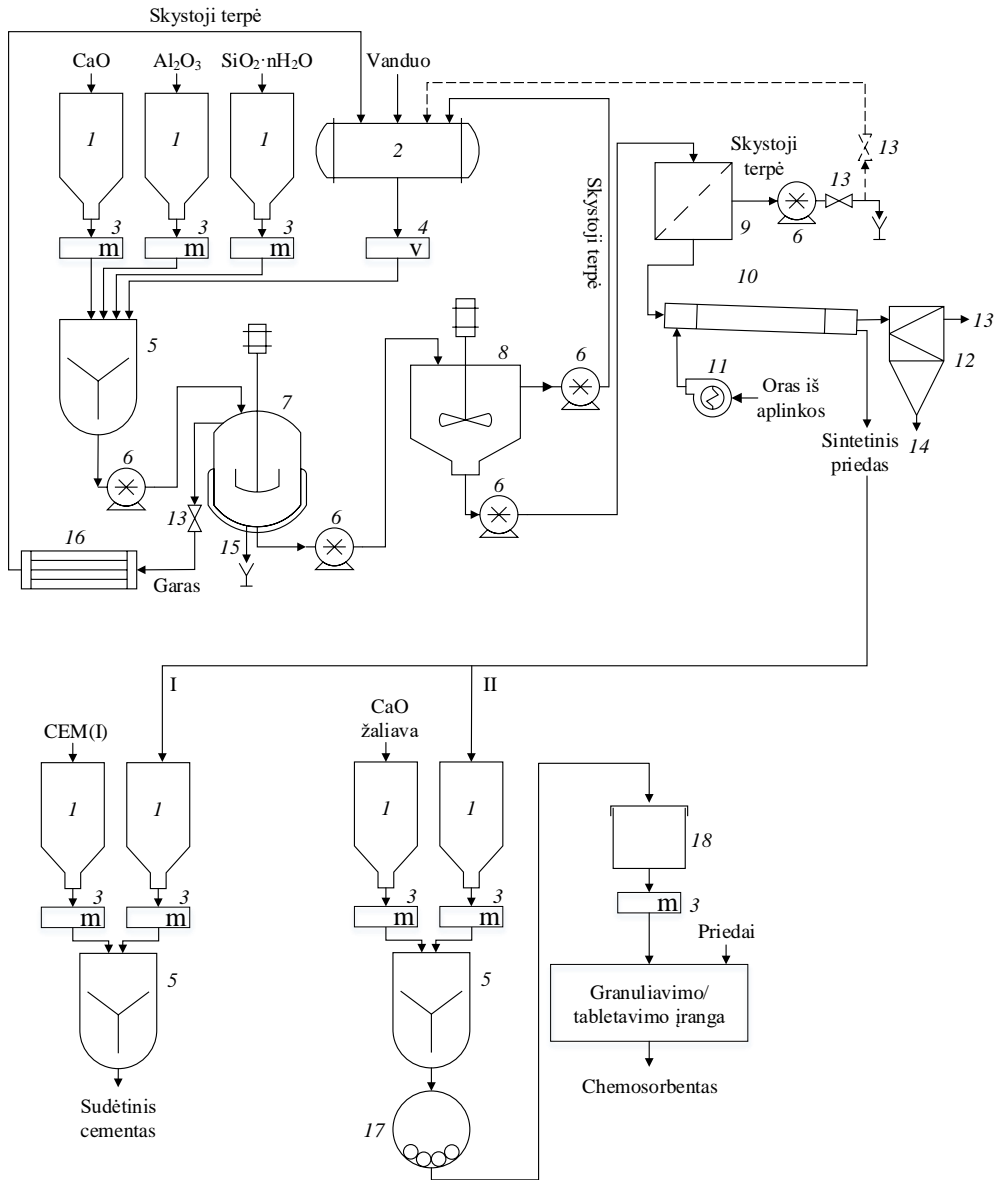 Skystoji terpė
CaO
Al₂O₃
SiO₂·nH₂O
Vanduo
1
1
1
2
13
Skystoji
terpė
13
3
3
3
4
m
m
m
v
Skystoji terpė
9
6
10
5
8
6
13
12
11
Oras iš
aplinkos
7
14
Sintetinis
priedas
6
6
13
15
6
16
Garas
I
II
CEM(I)
CaO
žaliava
1
1
1
1
18
3
3
3
3
m
m
m
m
m
3
Priedai
5
5
Granuliavimo/
tabletavimo įranga
Chemosorbentas
Sudėtinis
cementas
17